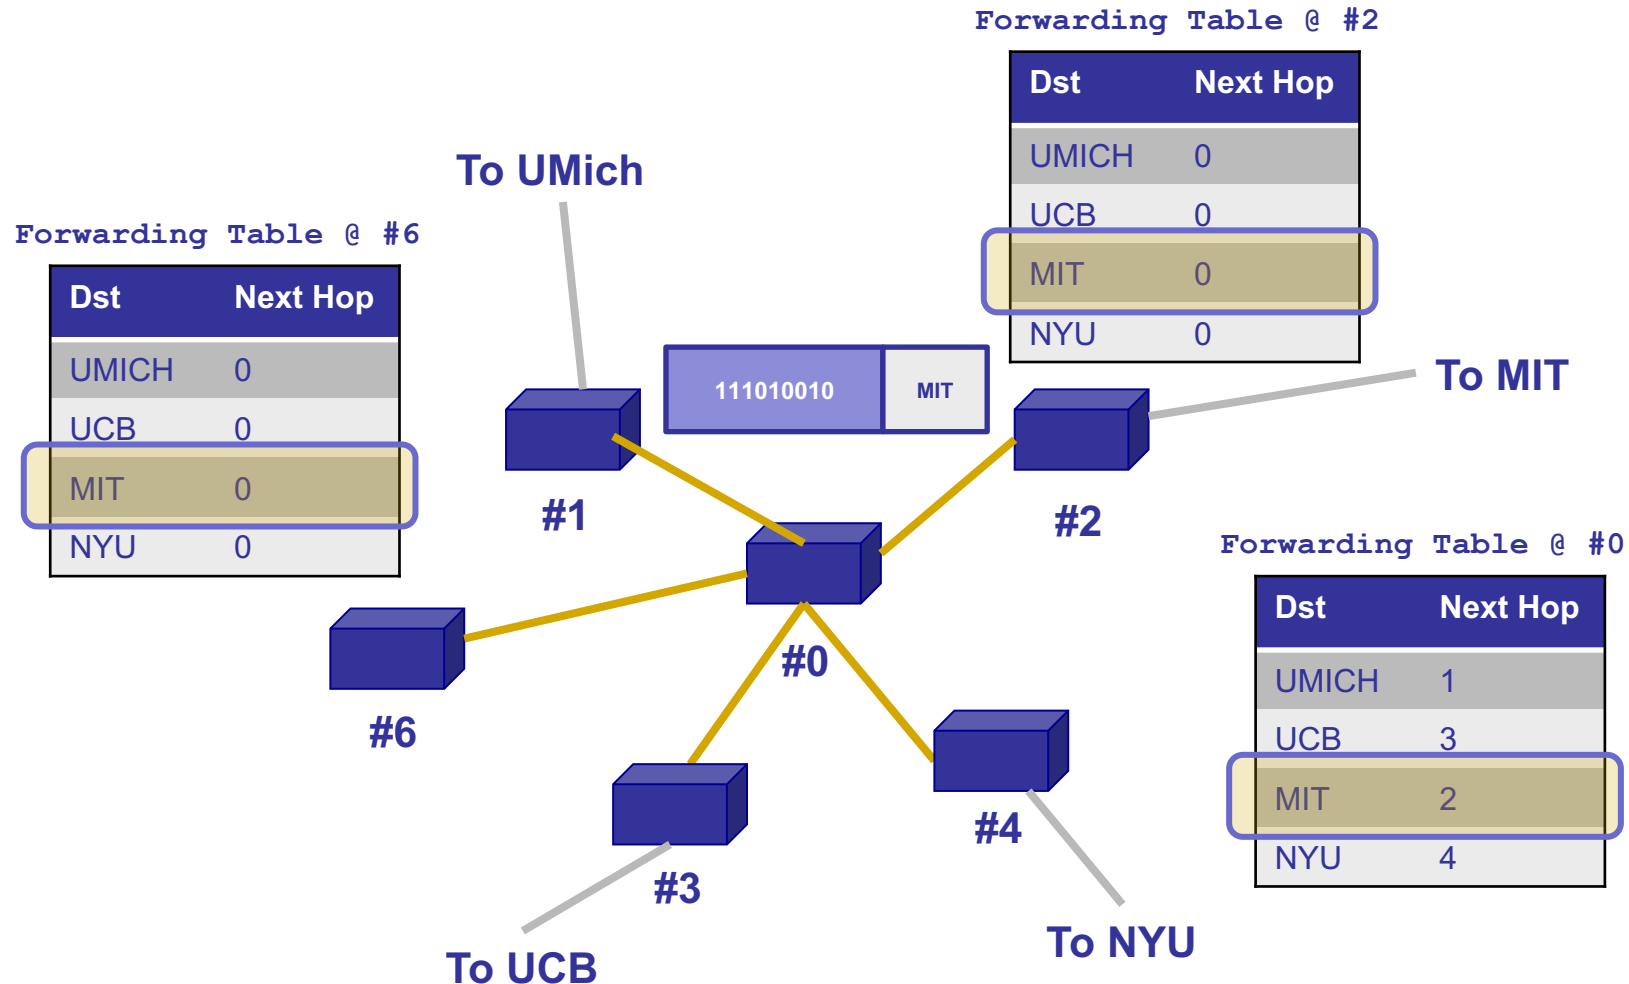 Forwarding Table @ #2
Dst Next Hop
UMICH 0
UCB 0
MIT 0
NYU 0
To UMich
Forwarding Table @ #6
Dst Next Hop
UMICH 0
UCB 0
MIT 0
NYU 0
111010010 MIT
To MIT
#1
#2
#0
#6
#3
#4
Forwarding Table @ #0
Dst Next Hop
UMICH 1
UCB 3
MIT 2
NYU 4
To NYU
To UCB